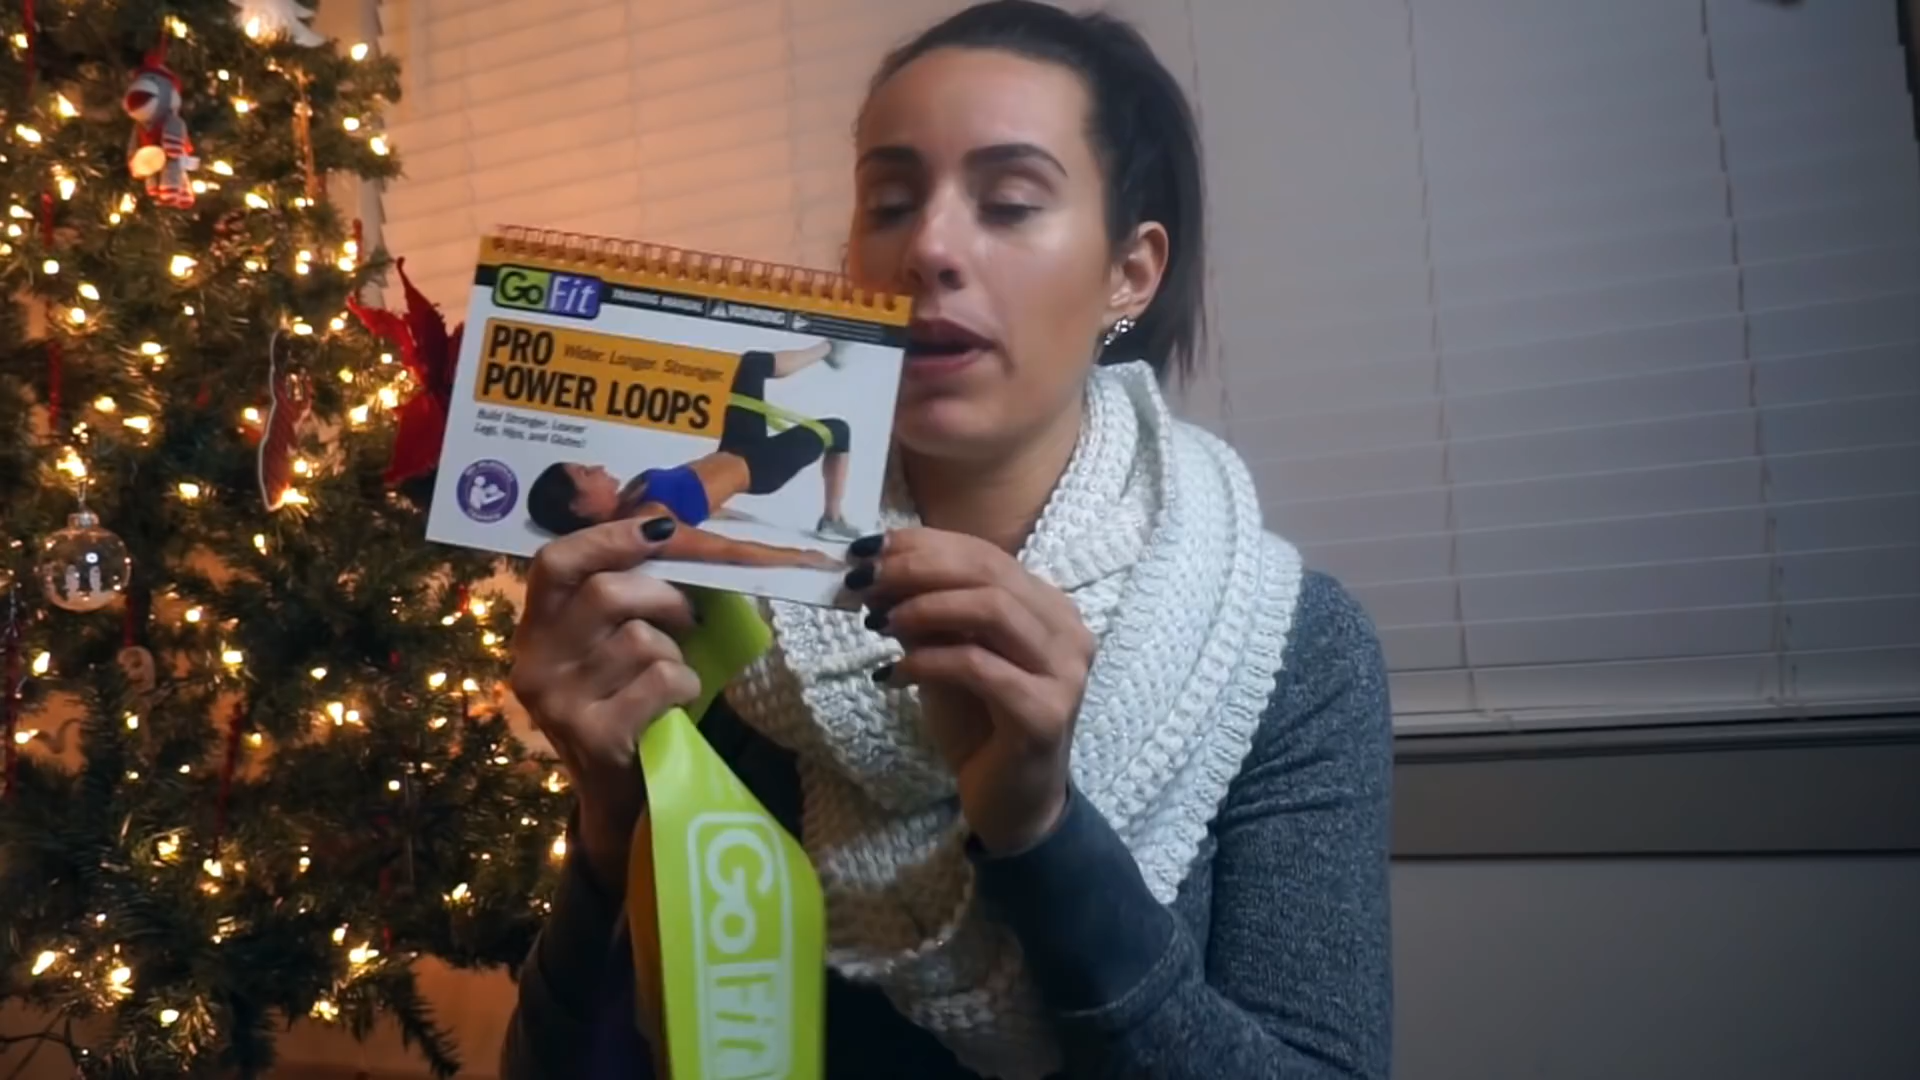 GoFit TRAINING MANUAL WARNING
PRO
Wider. Longer. Stronger.
POWER LOOPS
Build Stronger, Leaner
Legs, Hips, and Glutes!
GoFit